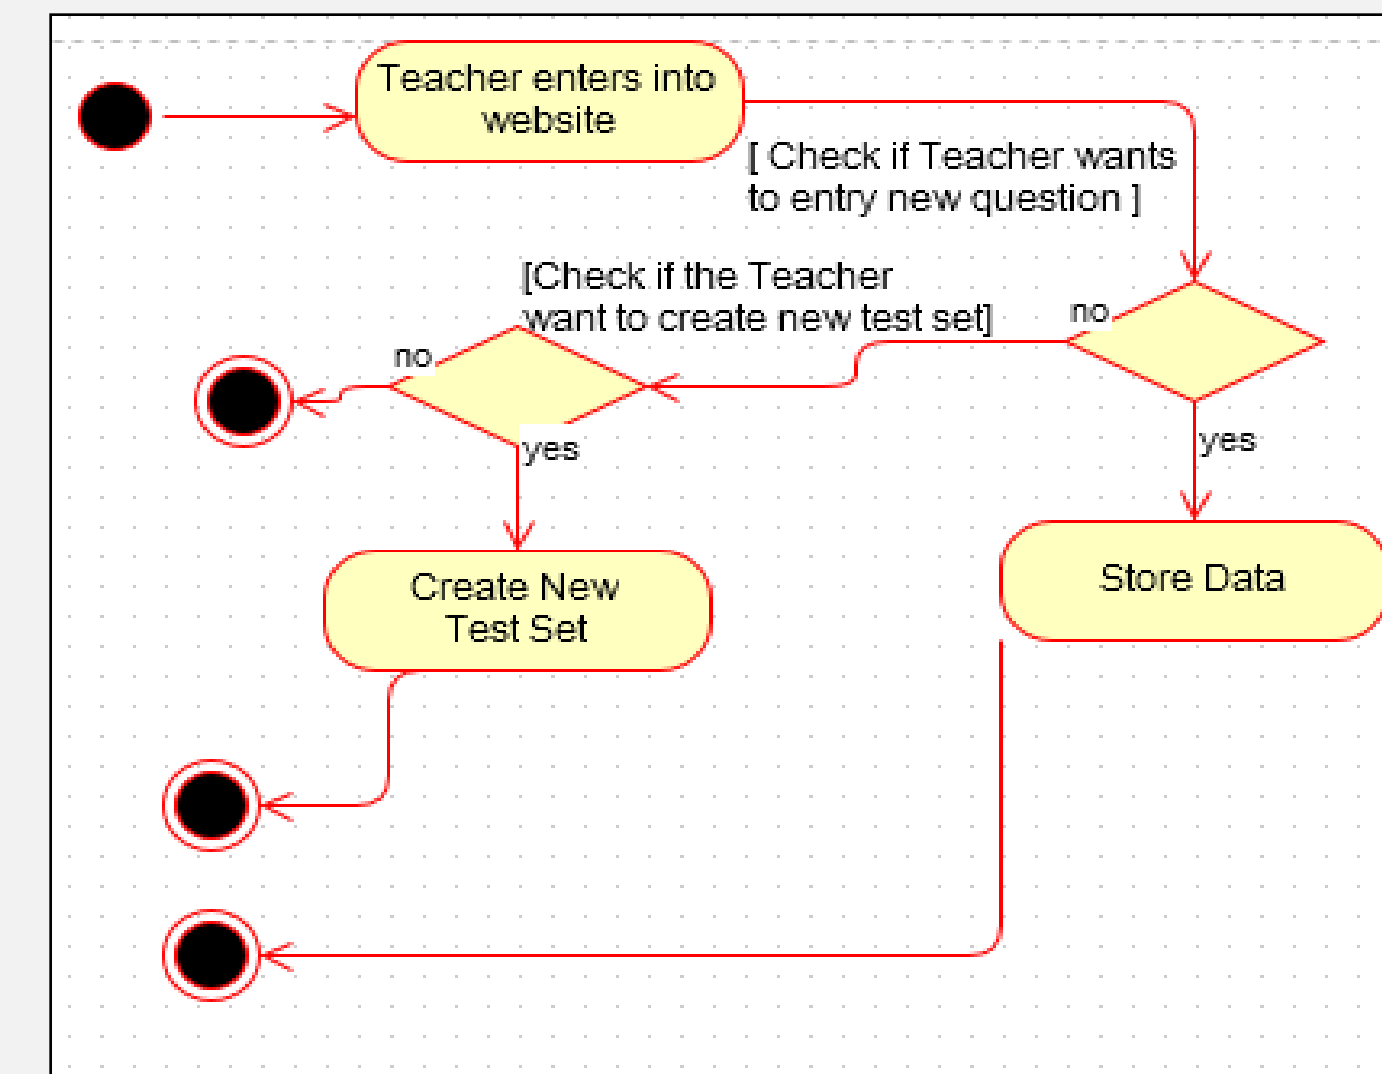 Teacher enters into
website
[ Check if Teacher wants
to entry new question ]
[Check if the Teacher
want to create new test set]
no
no
yes
yes
Create New
Test Set
Store Data